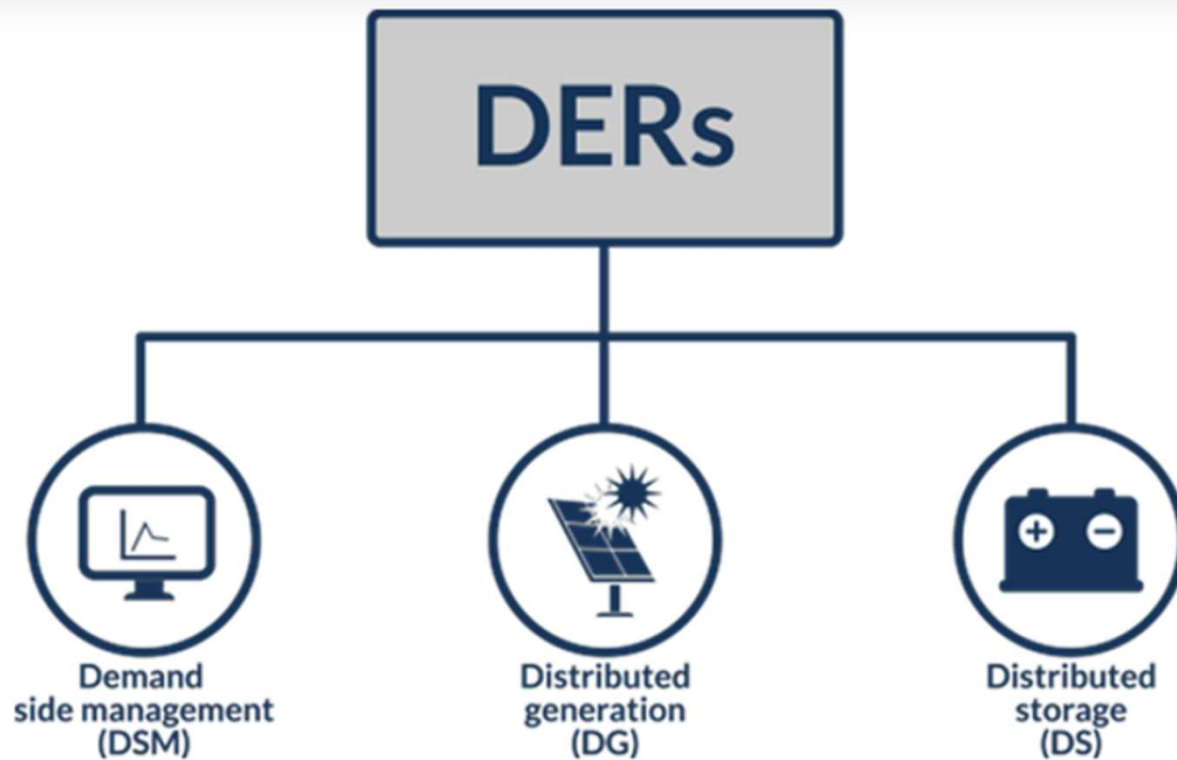 DERs
Demand
side management
(DSM)
Distributed
generation
(DG)
Distributed
storage
(DS)